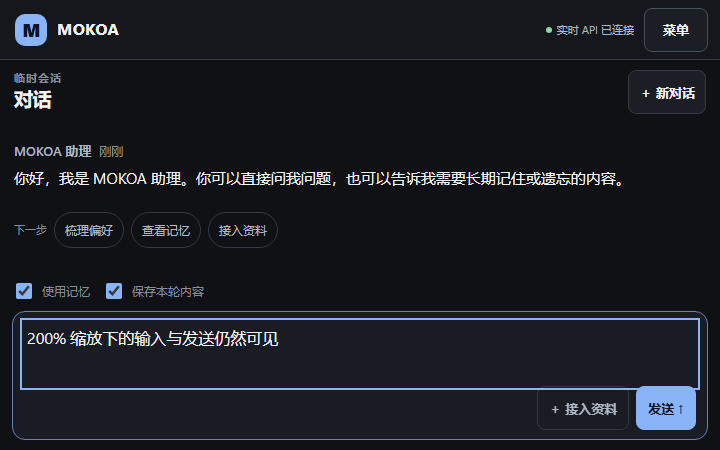 M MOKOA
实时 API 已连接
菜单
临时会话
对话
+ 新对话
MOKOA 助理 刚刚
你好，我是 MOKOA 助理。你可以直接问我问题，也可以告诉我需要长期记住或遗忘的内容。
下一步 梳理偏好 查看记忆 接入资料
使用记忆 保存本轮内容
200% 缩放下的输入与发送仍然可见
+ 接入资料 发送 ↑